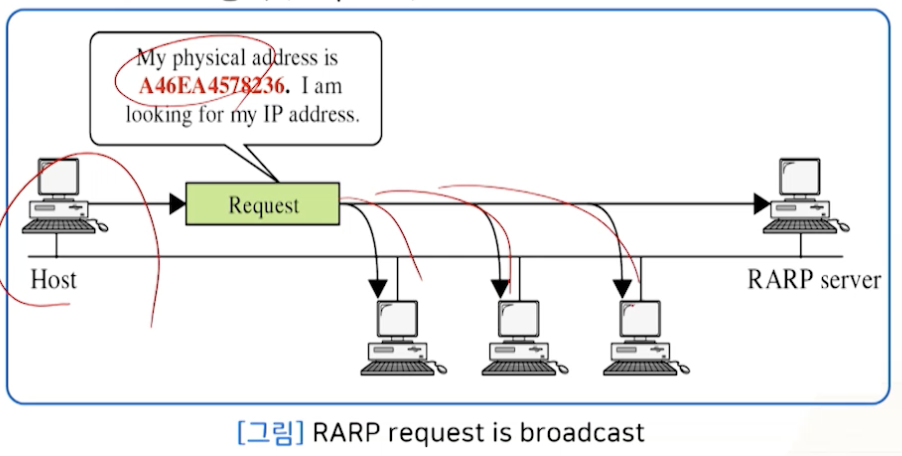 My physical address is
A46EA4578236. I am
looking for my IP address.
Request
Host
RARP server
[그림] RARP request is broadcast